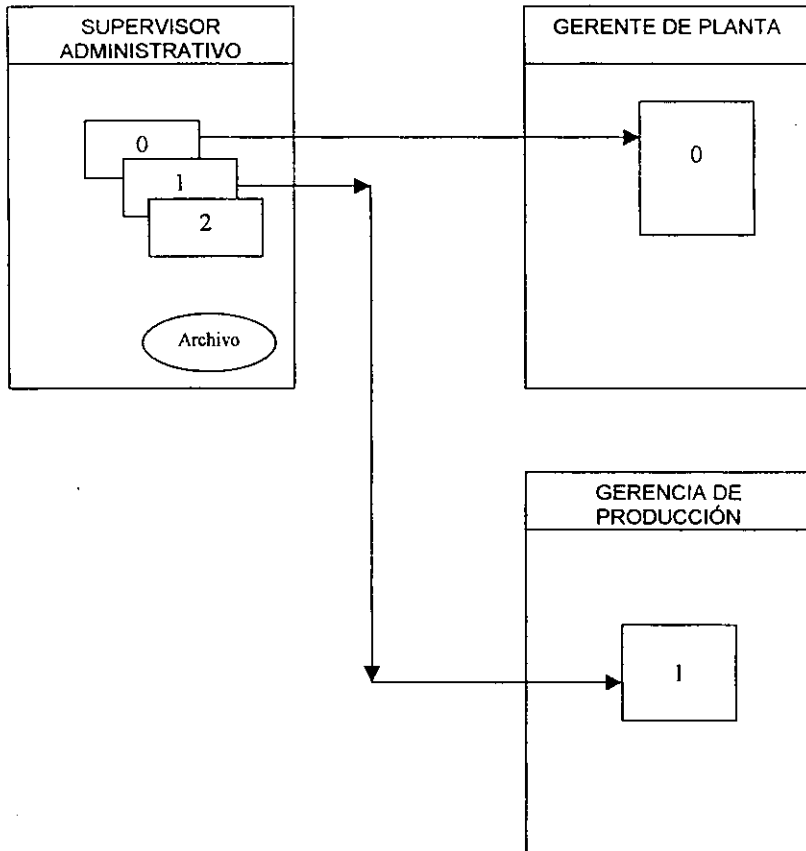 SUPERVISOR
ADMINISTRATIVO
0
1
2
Archivo
GERENTE DE PLANTA
0
GERENCIA DE
PRODUCCIÓN
1